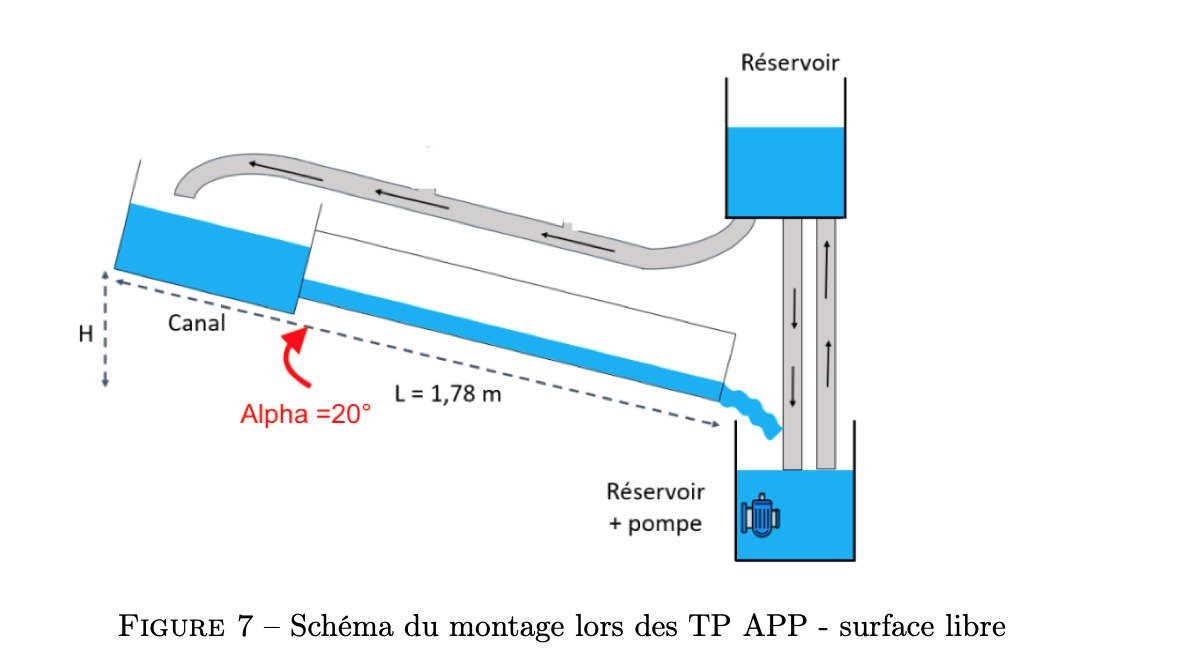 Réservoir
H
Canal
Alpha =20°
L = 1,78 m
Réservoir
+ pompe
FIGURE 7 – Schéma du montage lors des TP APP - surface libre